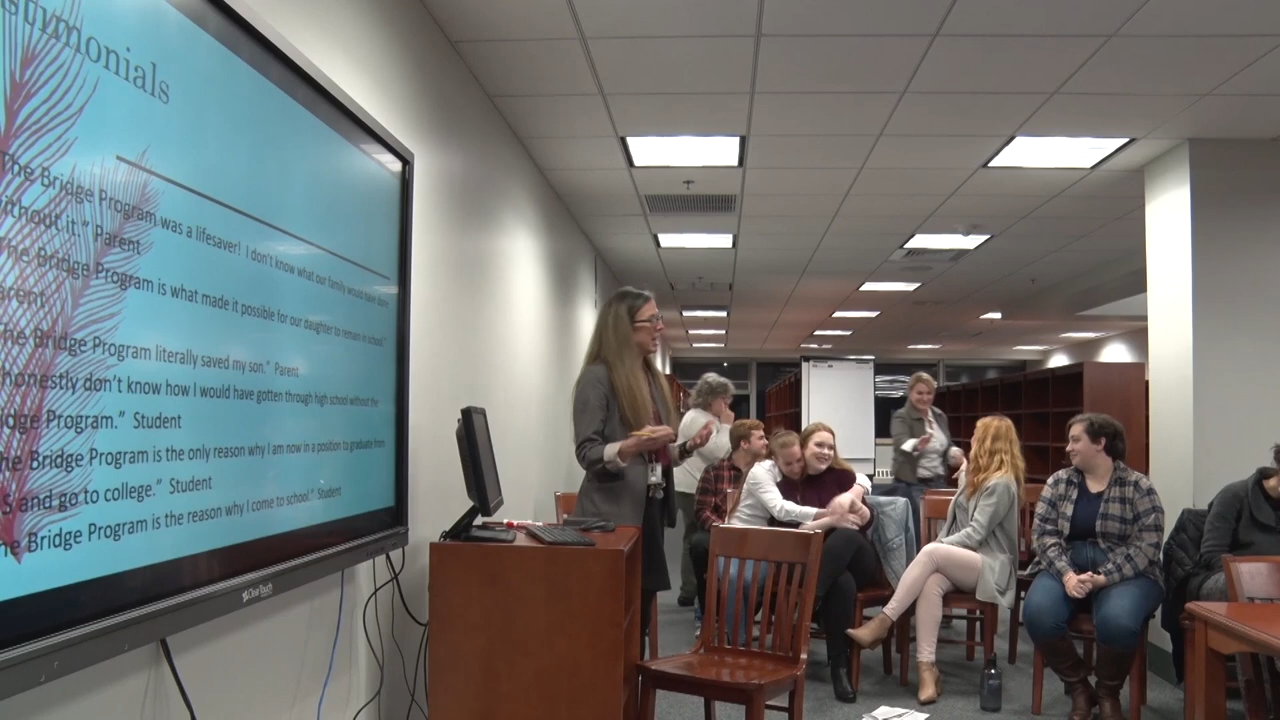 stimonials
The Bridge Program was a lifesaver! I don't know what our family would have done
without it." Parent
The Bridge Program is what made it possible for our daughter to remain in school."
arent
The Bridge Program literally saved my son." Parent
honestly don't know how I would have gotten through high school without the
idge Program." Student
The Bridge Program is the only reason why I am now in a position to graduate from
S and go to college." Student
he Bridge Program is the reason why I come to school." Student
ClearTouch